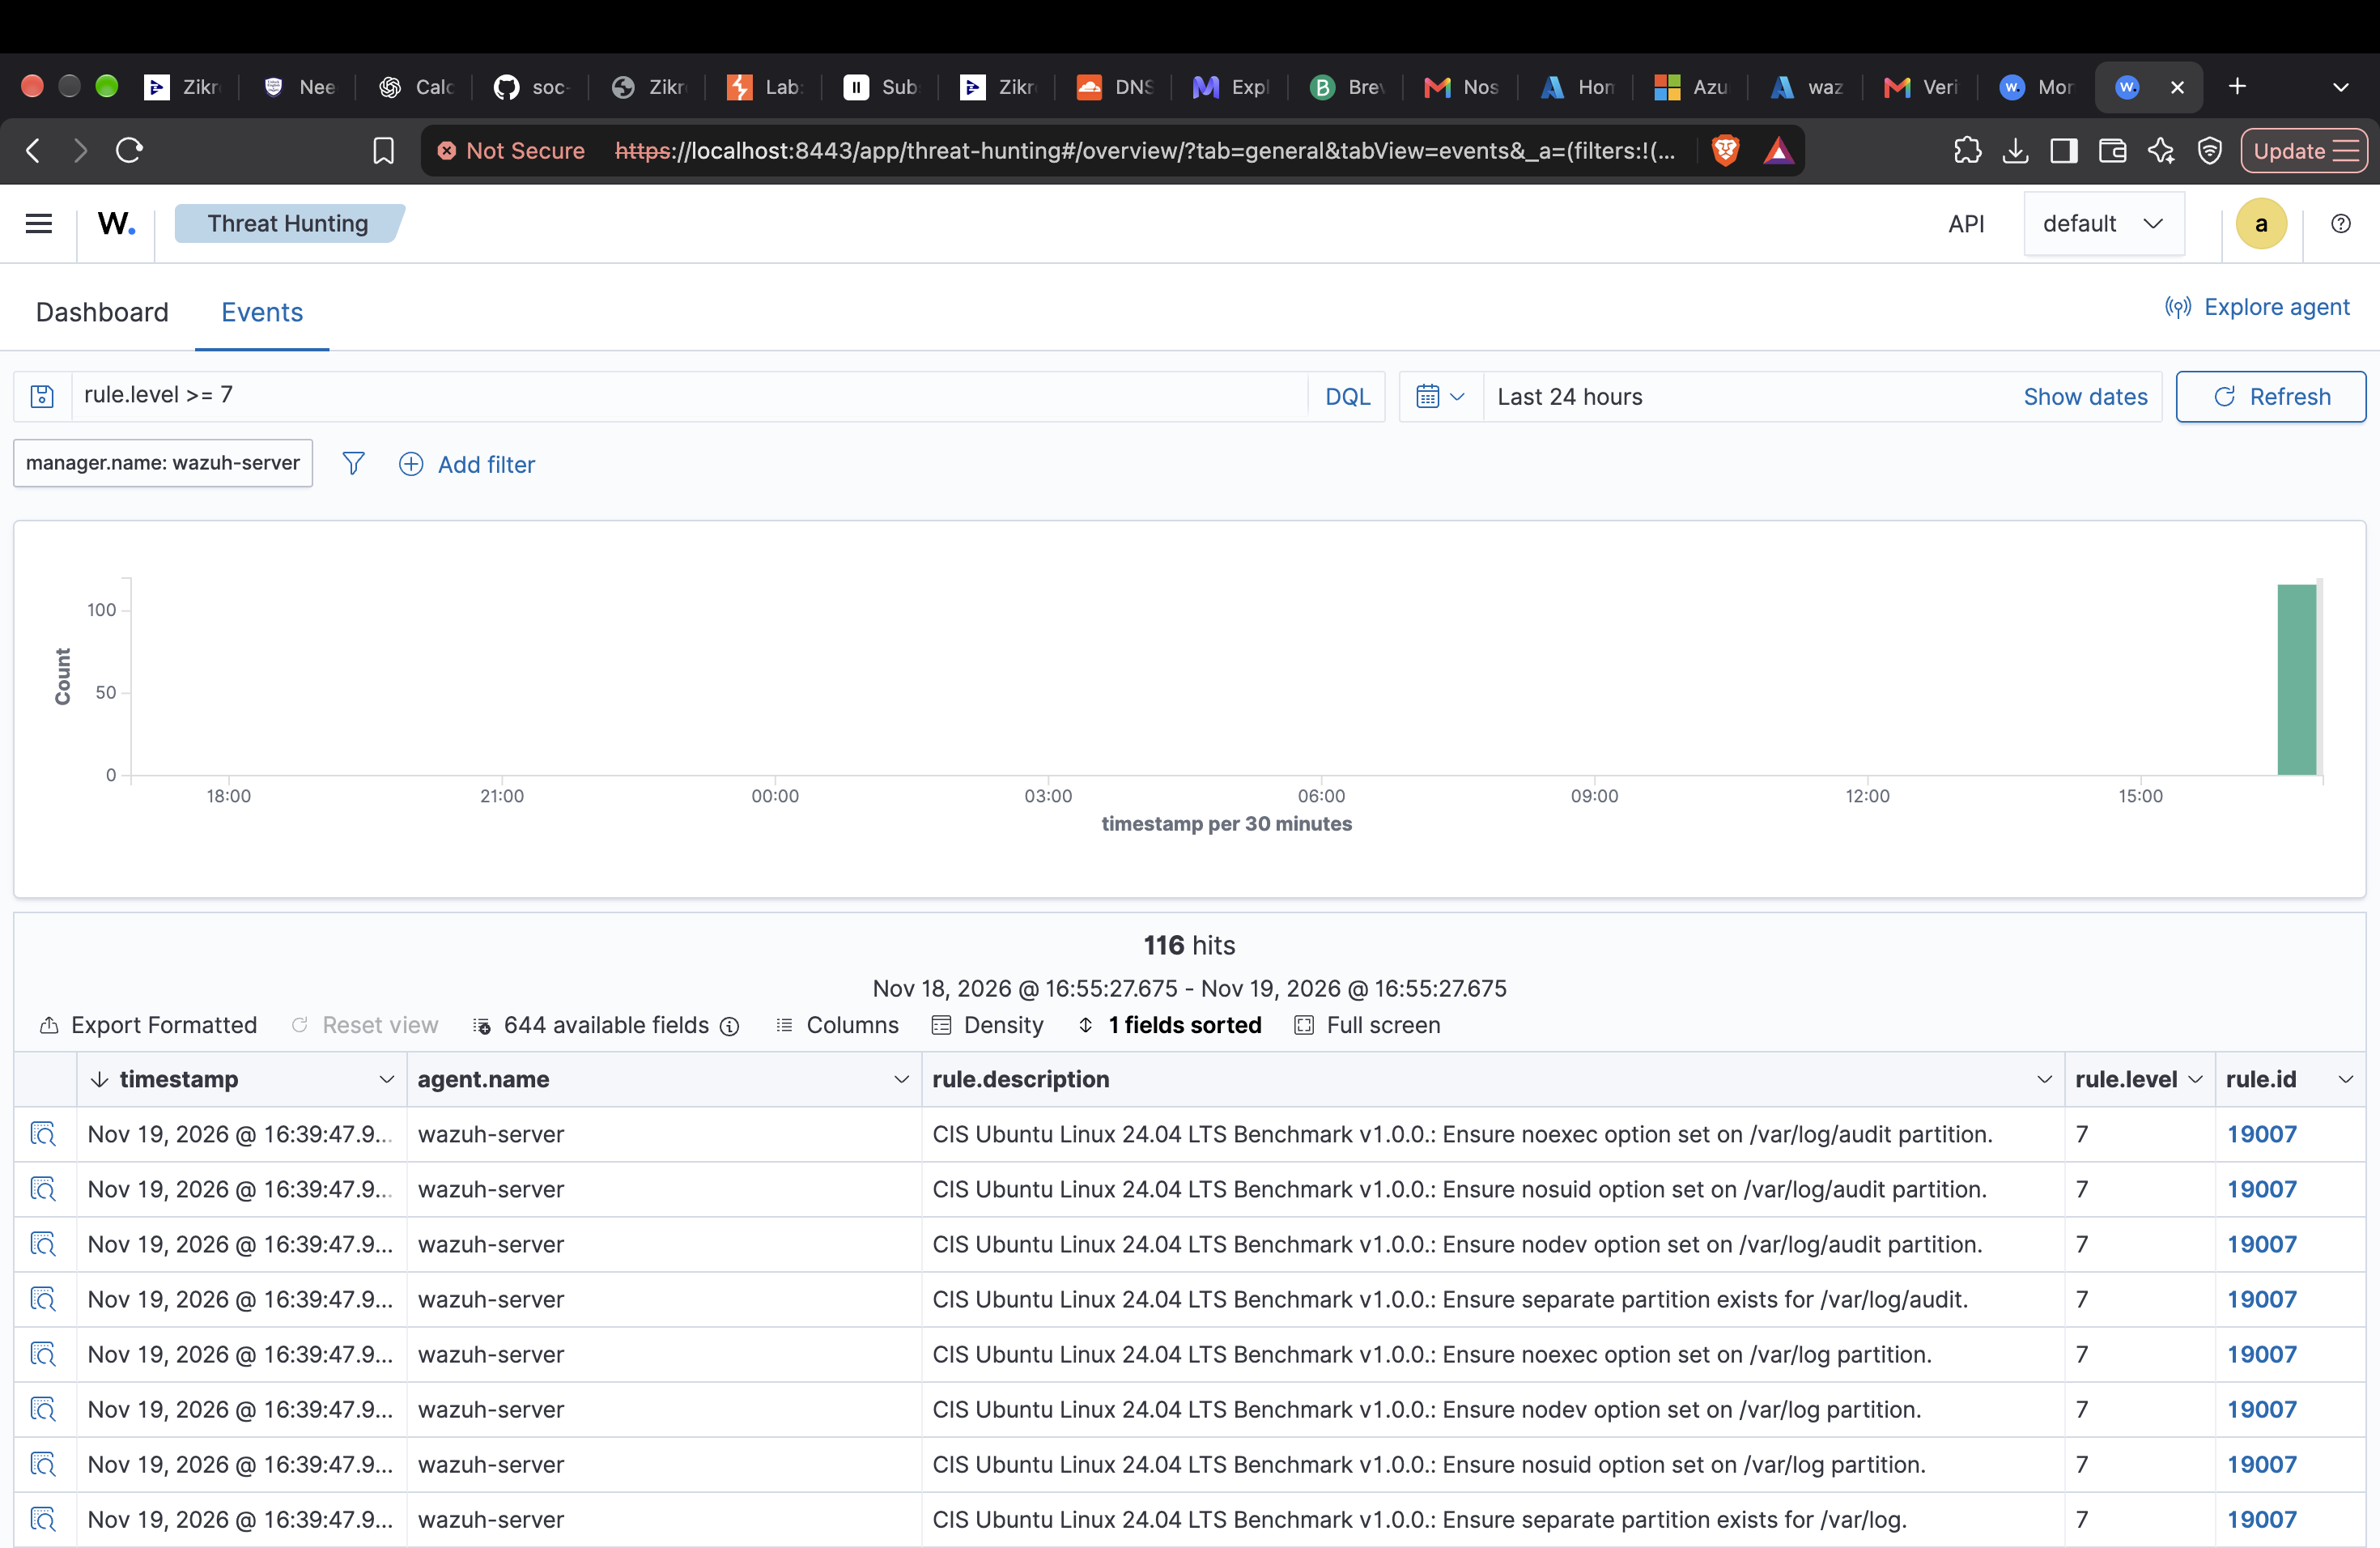 Zikr
Nee
Calc
soc-
Zikr
Lab:
Sub
Zikr
DNS
Expl
Brev
Nos
Hom
Azu
waz
Veri
Mor
Not Secure https://localhost:8443/app/threat-hunting#/overview/?tab=general&tabView=events&_a=(filters:!(... Update
W. Threat Hunting API default a
Dashboard Events Explore agent
rule.level >= 7 DQL Last 24 hours Show dates Refresh
manager.name: wazuh-server Add filter
100
50
0
Count
18:00 21:00 00:00 03:00 06:00 09:00 12:00 15:00
timestamp per 30 minutes
116 hits
Nov 18, 2026 @ 16:55:27.675 - Nov 19, 2026 @ 16:55:27.675
Export Formatted Reset view 644 available fields Columns Density 1 fields sorted Full screen
timestamp agent.name rule.description rule.level rule.id
Nov 19, 2026 @ 16:39:47.9... wazuh-server CIS Ubuntu Linux 24.04 LTS Benchmark v1.0.0.: Ensure noexec option set on /var/log/audit partition. 7 19007
Nov 19, 2026 @ 16:39:47.9... wazuh-server CIS Ubuntu Linux 24.04 LTS Benchmark v1.0.0.: Ensure nosuid option set on /var/log/audit partition. 7 19007
Nov 19, 2026 @ 16:39:47.9... wazuh-server CIS Ubuntu Linux 24.04 LTS Benchmark v1.0.0.: Ensure nodev option set on /var/log/audit partition. 7 19007
Nov 19, 2026 @ 16:39:47.9... wazuh-server CIS Ubuntu Linux 24.04 LTS Benchmark v1.0.0.: Ensure separate partition exists for /var/log/audit. 7 19007
Nov 19, 2026 @ 16:39:47.9... wazuh-server CIS Ubuntu Linux 24.04 LTS Benchmark v1.0.0.: Ensure noexec option set on /var/log partition. 7 19007
Nov 19, 2026 @ 16:39:47.9... wazuh-server CIS Ubuntu Linux 24.04 LTS Benchmark v1.0.0.: Ensure nodev option set on /var/log partition. 7 19007
Nov 19, 2026 @ 16:39:47.9... wazuh-server CIS Ubuntu Linux 24.04 LTS Benchmark v1.0.0.: Ensure nosuid option set on /var/log partition. 7 19007
Nov 19, 2026 @ 16:39:47.9... wazuh-server CIS Ubuntu Linux 24.04 LTS Benchmark v1.0.0.: Ensure separate partition exists for /var/log. 7 19007